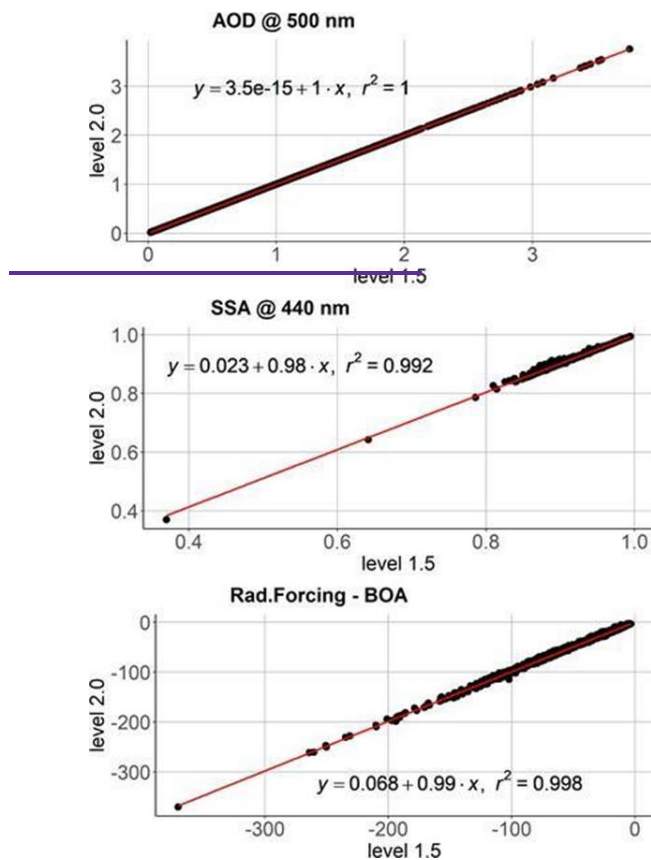 AOD @ 500 nm
level 2.0
3
2
1
0
y = 3.5e-15 + 1 · x, r² = 1
0 1 2 3
level 1.5
SSA @ 440 nm
level 2.0
1.0
0.8
0.6
0.4
y = 0.023 + 0.98 · x, r² = 0.992
0.4 0.6 0.8 1.0
level 1.5
Rad.Forcing - BOA
level 2.0
0
-100
-200
-300
y = 0.068 + 0.99 · x, r² = 0.998
-300 -200 -100 0
level 1.5